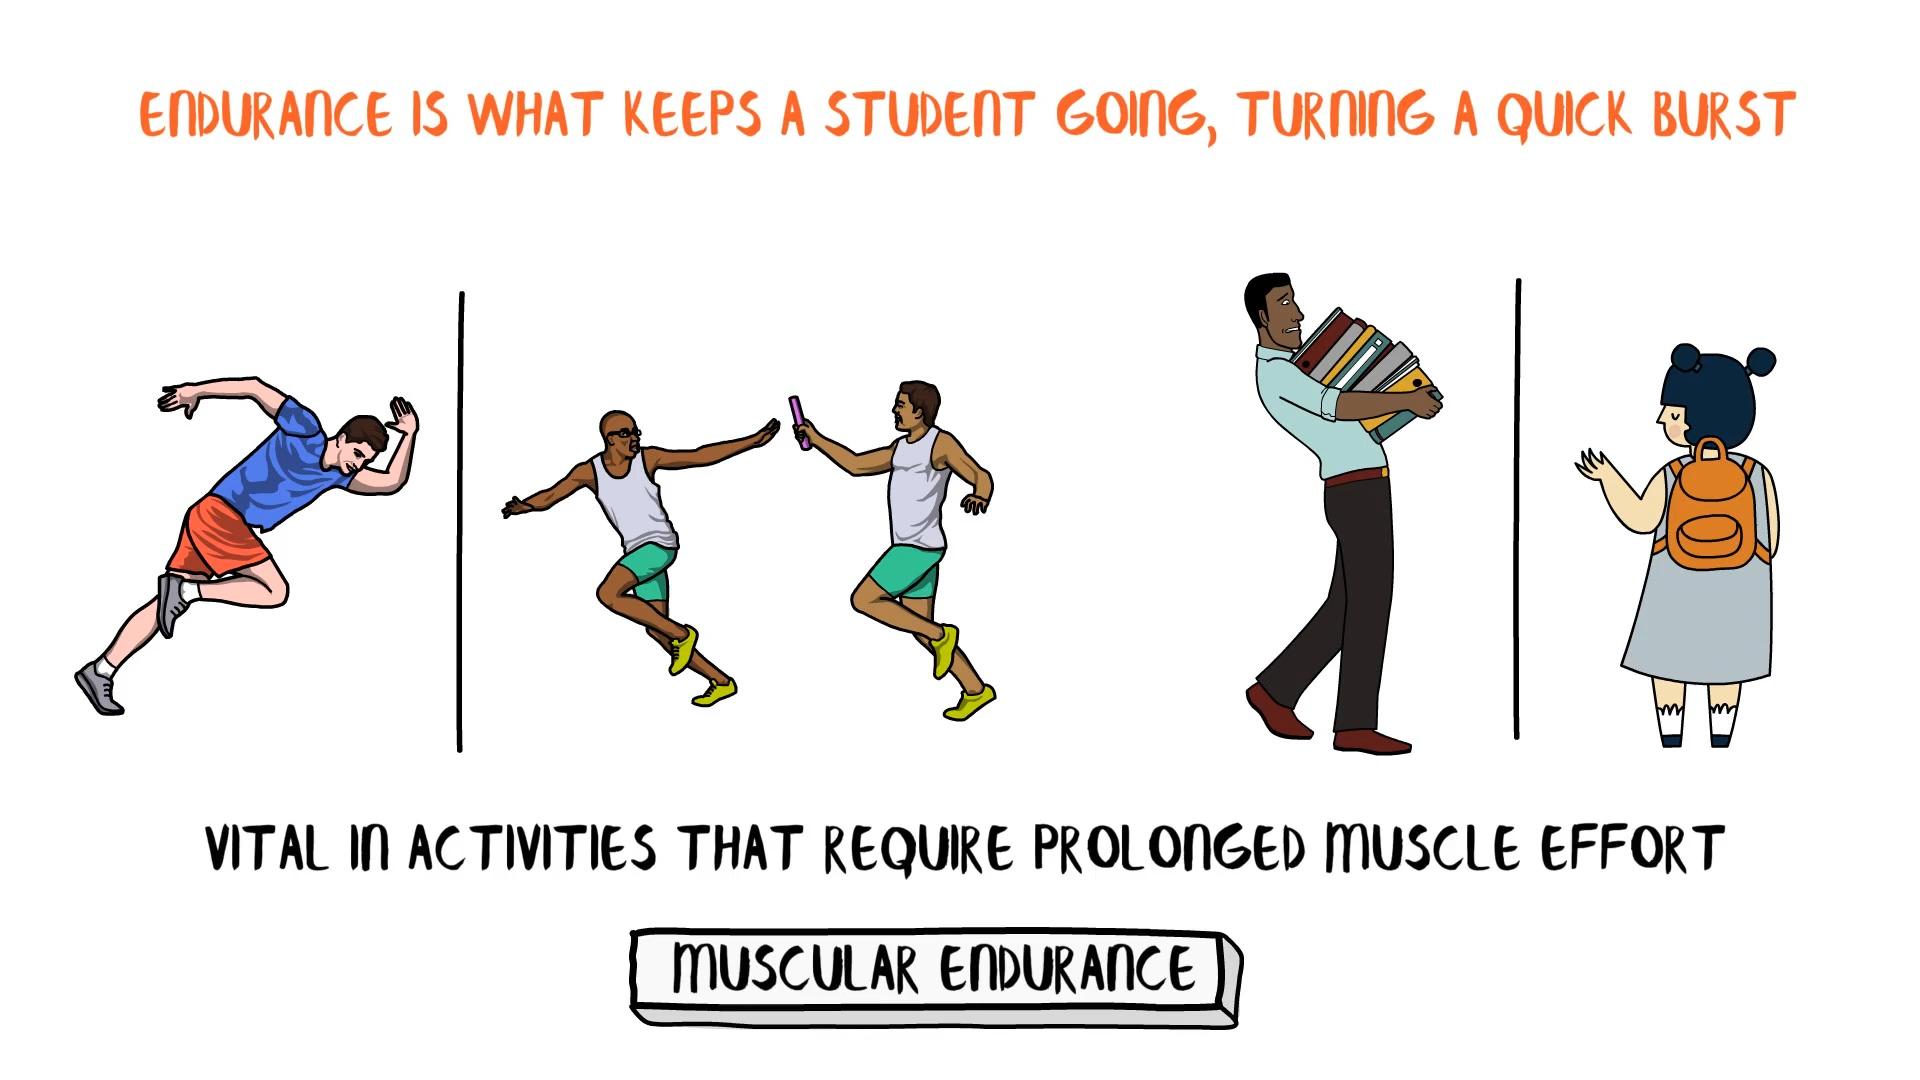 ENDURANCE IS WHAT KEEPS A STUDENT GOING, TURNING A QUICK BURST
VITAL IN ACTIVITIES THAT REQUIRE PROLONGED MUSCLE EFFORT
MUSCULAR ENDURANCE